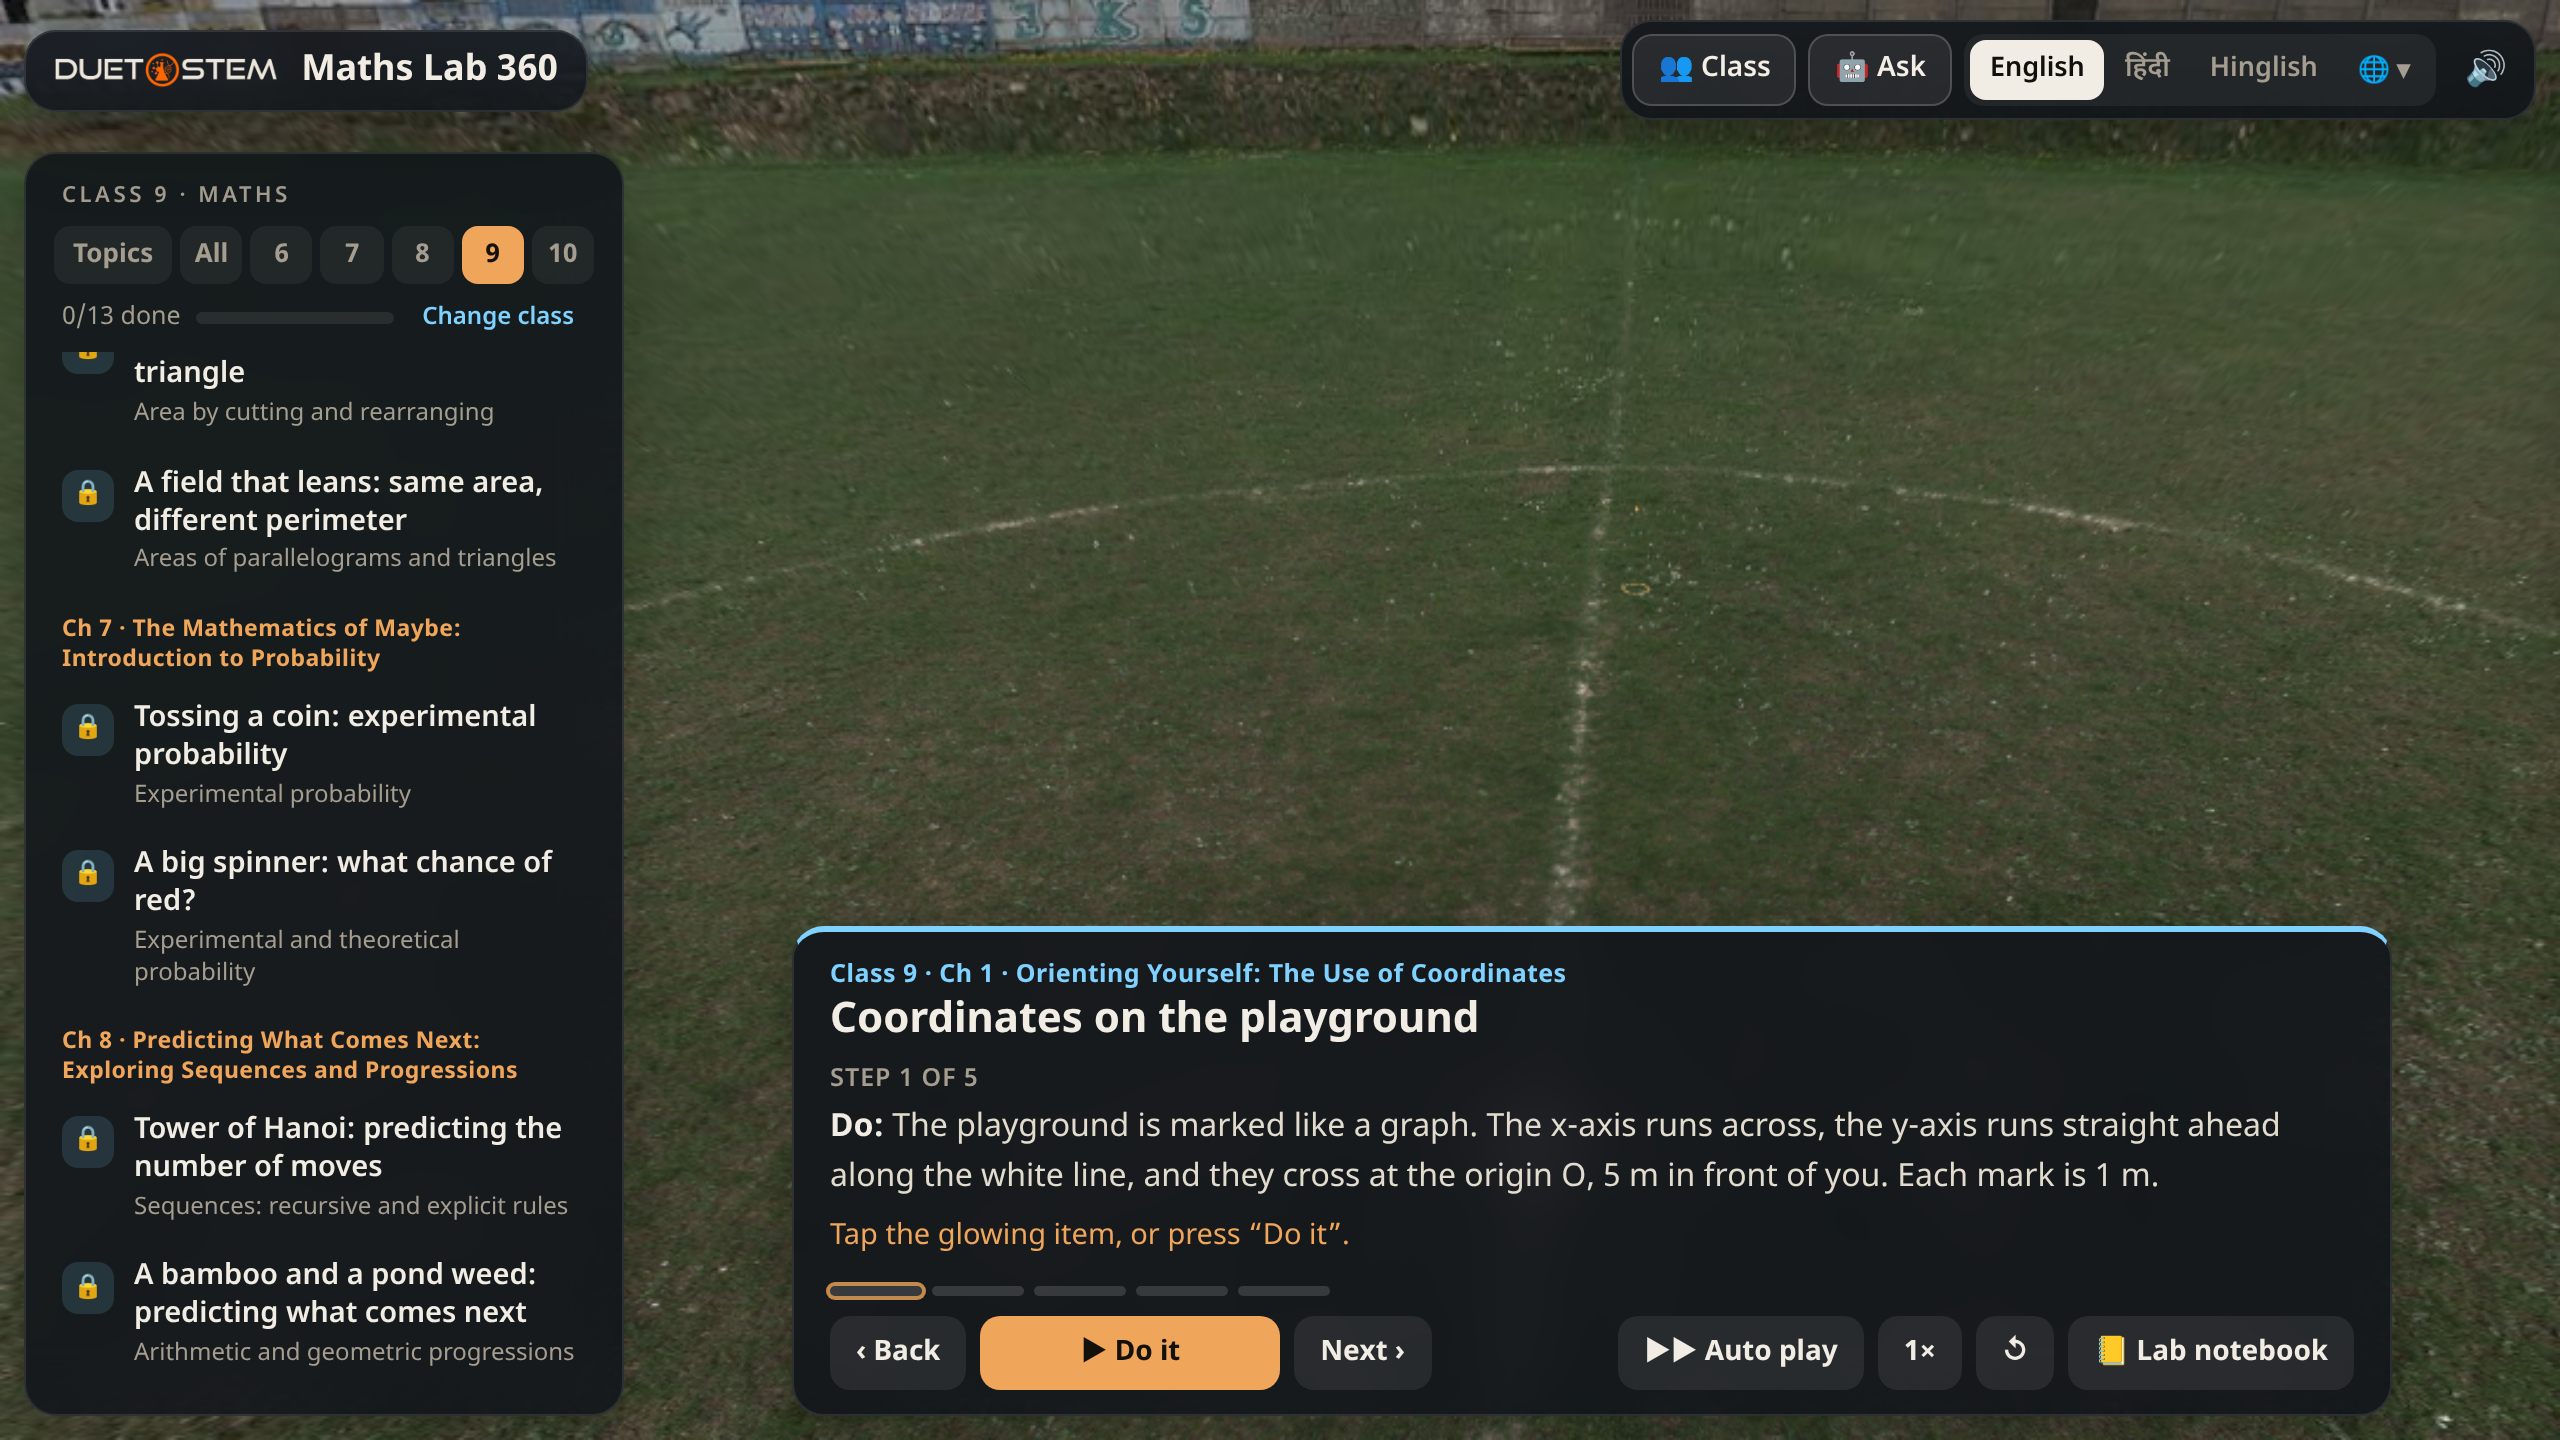 DUET STEM Maths Lab 360
👥 Class 🤖 Ask English हिंदी Hinglish 🌐 ▾ 🔊
CLASS 9 · MATHS
Topics All 6 7 8 9 10
0/13 done Change class
triangle
Area by cutting and rearranging
A field that leans: same area,
different perimeter
Areas of parallelograms and triangles
Ch 7 · The Mathematics of Maybe:
Introduction to Probability
Tossing a coin: experimental
probability
Experimental probability
A big spinner: what chance of
red?
Experimental and theoretical
probability
Ch 8 · Predicting What Comes Next:
Exploring Sequences and Progressions
Tower of Hanoi: predicting the
number of moves
Sequences: recursive and explicit rules
A bamboo and a pond weed:
predicting what comes next
Arithmetic and geometric progressions
Class 9 · Ch 1 · Orienting Yourself: The Use of Coordinates
Coordinates on the playground
STEP 1 OF 5
Do: The playground is marked like a graph. The x-axis runs across, the y-axis runs straight ahead
along the white line, and they cross at the origin O, 5 m in front of you. Each mark is 1 m.
Tap the glowing item, or press “Do it”.
‹ Back ▶ Do it Next › ▶▶ Auto play 1× ↺ 📒 Lab notebook